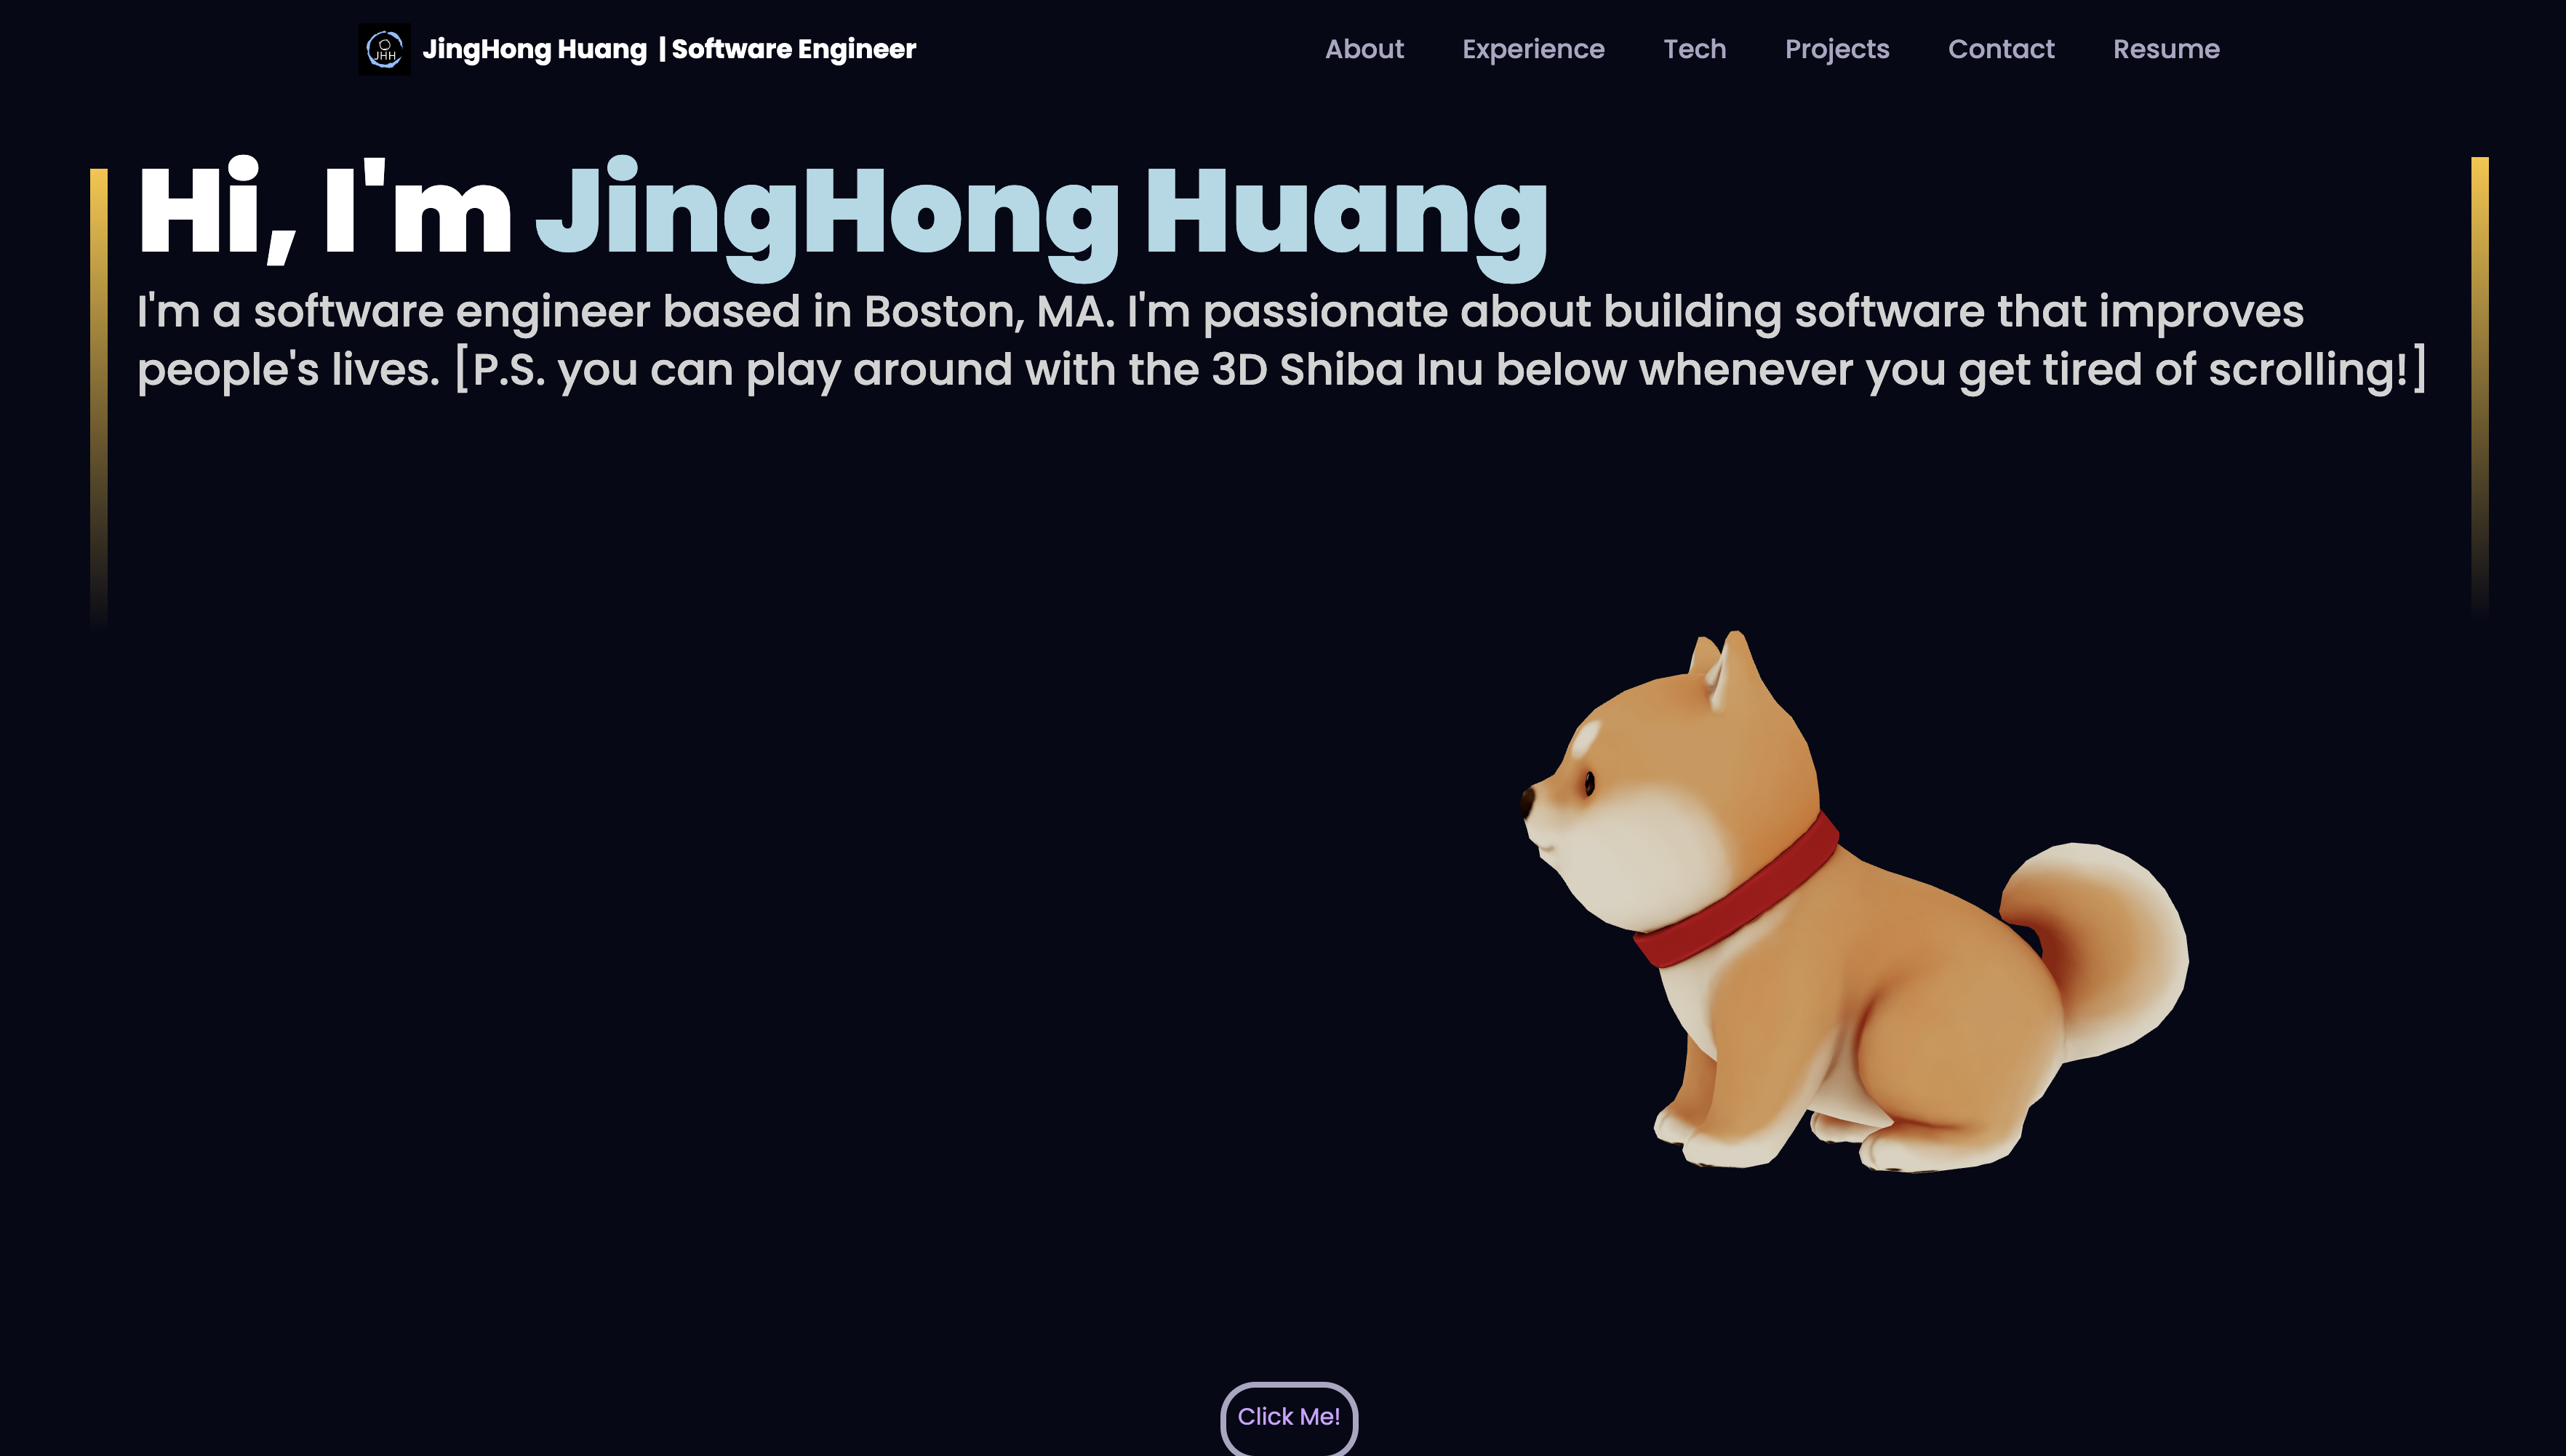 JHH
JingHong Huang | Software Engineer
About Experience Tech Projects Contact Resume
Hi, I'm JingHong Huang
I'm a software engineer based in Boston, MA. I'm passionate about building software that improves
people's lives. [P.S. you can play around with the 3D Shiba Inu below whenever you get tired of scrolling!]
Click Me!